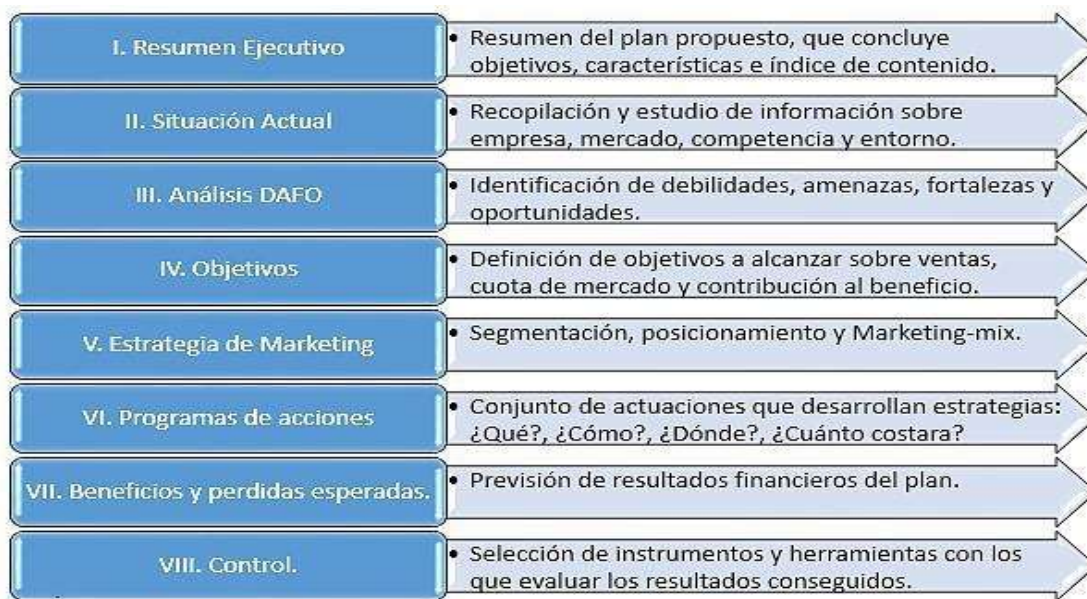 I. Resumen Ejecutivo
• Resumen del plan propuesto, que concluye
objetivos, características e índice de contenido.
II. Situación Actual
• Recopilación y estudio de información sobre
empresa, mercado, competencia y entorno.
III. Análisis DAFO
• Identificación de debilidades, amenazas, fortalezas y
oportunidades.
IV. Objetivos
• Definición de objetivos a alcanzar sobre ventas,
cuota de mercado y contribución al beneficio.
V. Estrategia de Marketing
• Segmentación, posicionamiento y Marketing-mix.
VI. Programas de acciones
• Conjunto de actuaciones que desarrollan estrategias:
¿Qué?, ¿Cómo?, ¿Dónde?, ¿Cuánto costara?
VII. Beneficios y perdidas esperadas.
• Previsión de resultados financieros del plan.
VIII. Control.
• Selección de instrumentos y herramientas con los
que evaluar los resultados conseguidos.